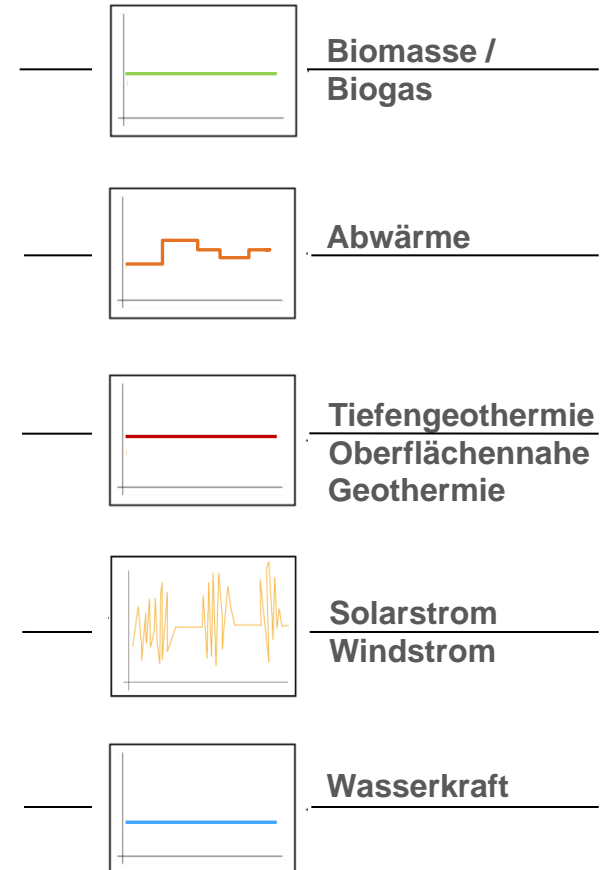 Biomasse /
Biogas
Abwärme
Tiefengeothermie
Oberflächennahe
Geothermie
Solarstrom
Windstrom
Wasserkraft